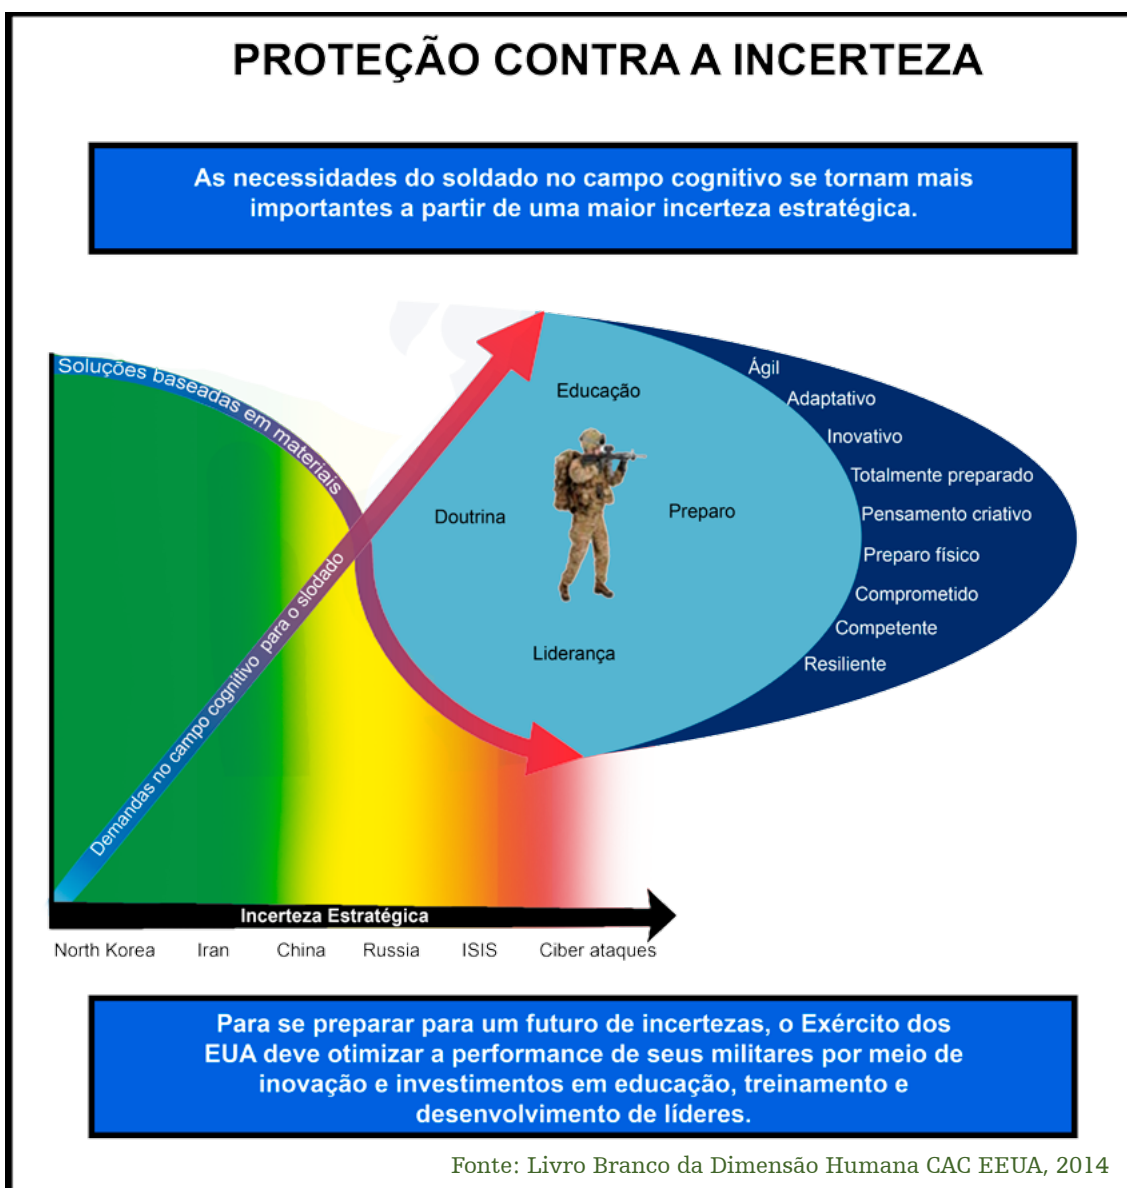 PROTEÇÃO CONTRA A INCERTEZA
As necessidades do soldado no campo cognitivo se tornam mais
importantes a partir de uma maior incerteza estratégica.
Soluções baseadas em materiais
Demandas no campo cognitivo para o slodado
Educação
Doutrina
Preparo
Liderança
Ágil
Adaptativo
Inovativo
Totalmente preparado
Pensamento criativo
Preparo físico
Comprometido
Competente
Resiliente
Incerteza Estratégica
North Korea Iran China Russia ISIS Ciber ataques
Para se preparar para um futuro de incertezas, o Exército dos
EUA deve otimizar a performance de seus militares por meio de
inovação e investimentos em educação, treinamento e
desenvolvimento de líderes.
Fonte: Livro Branco da Dimensão Humana CAC EEUA, 2014